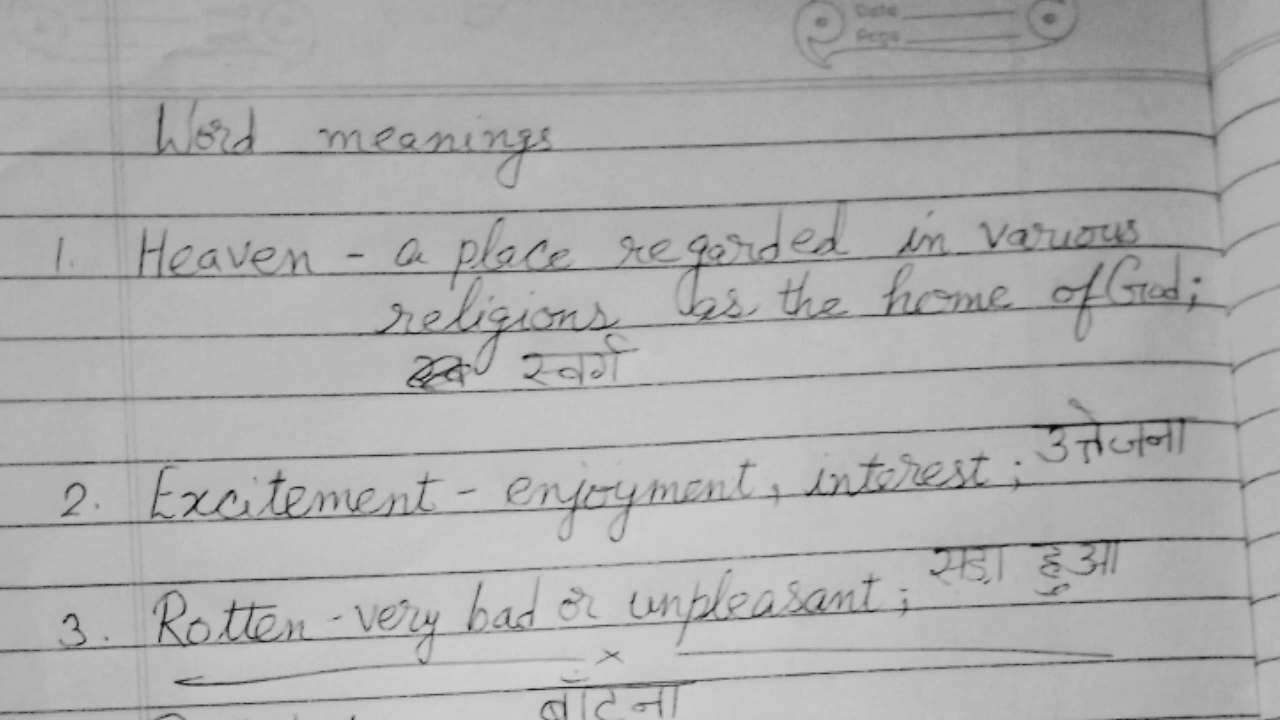 Date
Page
Word meanings
1. Heaven - a place regarded in various
religions as the home of God;
स्वर्ग
2. Excitement - enjoyment, interest; उत्तेजना
3. Rotten - very bad or unpleasant; सड़ा हुआ
x
बाँटना